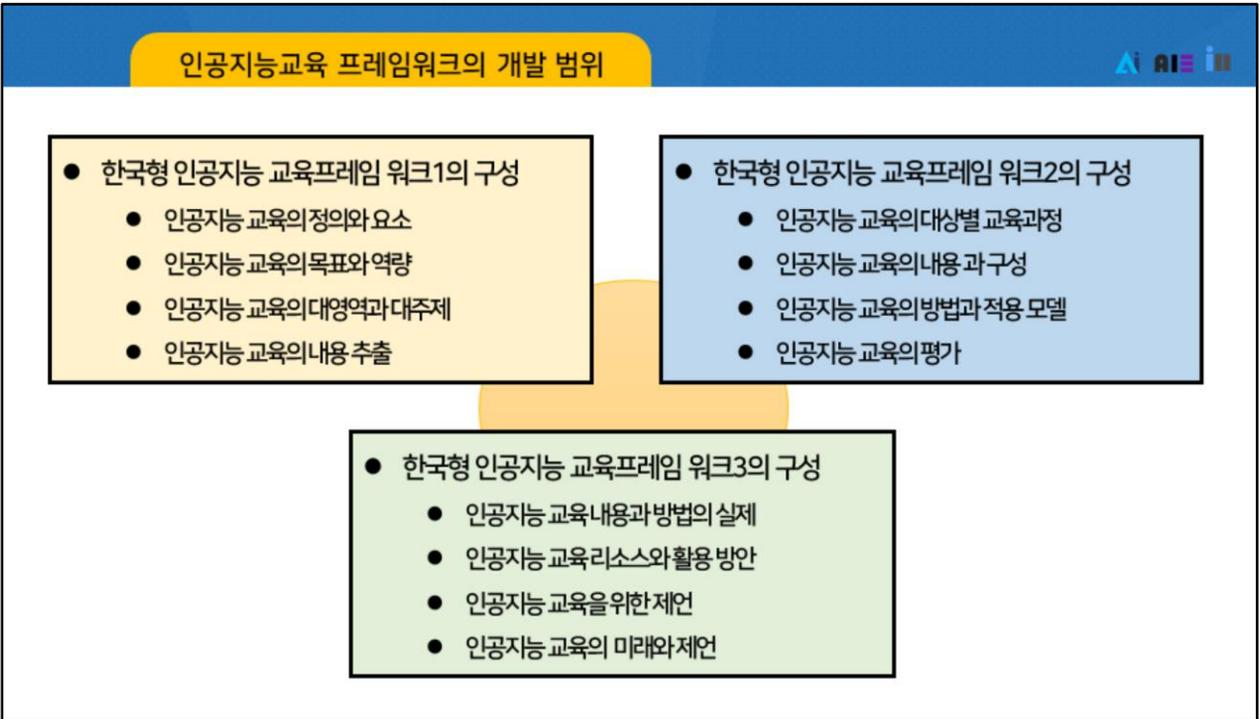 인공지능교육 프레임워크의 개발 범위
Ai AIE
● 한국형 인공지능 교육프레임 워크1의 구성
● 인공지능 교육의 정의와 요소
● 인공지능 교육의 목표와 역량
● 인공지능 교육의 대영역과 대주제
● 인공지능 교육의 내용 추출
● 한국형 인공지능 교육프레임 워크2의 구성
● 인공지능 교육의 대상별 교육과정
● 인공지능 교육의 내용 과 구성
● 인공지능 교육의 방법과 적용 모델
● 인공지능 교육의 평가
● 한국형 인공지능 교육프레임 워크3의 구성
● 인공지능 교육 내용과 방법의 실제
● 인공지능 교육 리소스와 활용 방안
● 인공지능 교육을 위한 제언
● 인공지능 교육의 미래와 제언